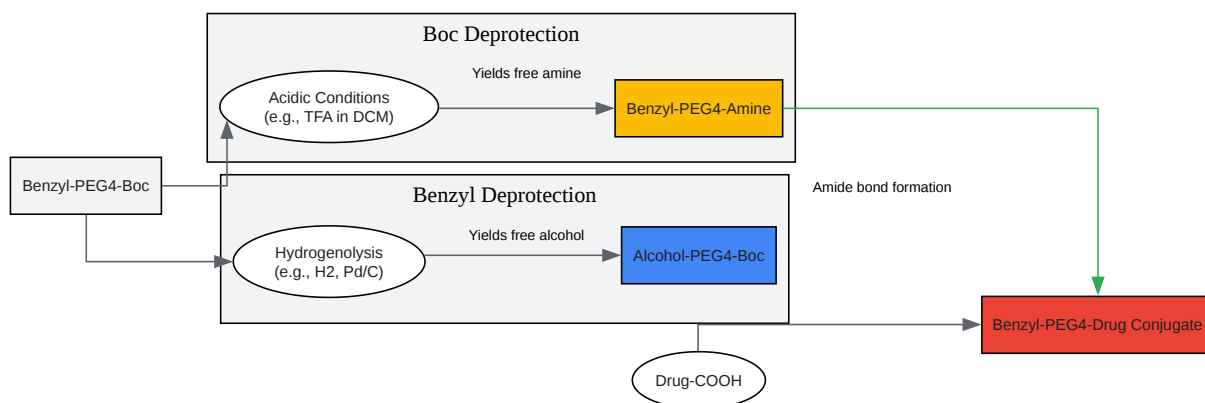 Boc Deprotection
Yields free amine
Acidic Conditions
(e.g., TFA in DCM)
Benzyl-PEG4-Amine
Benzyl-PEG4-Boc
Benzyl Deprotection
Amide bond formation
Yields free alcohol
Hydrogenolysis
(e.g., H2, Pd/C)
Alcohol-PEG4-Boc
Benzyl-PEG4-Drug Conjugate
Drug-COOH